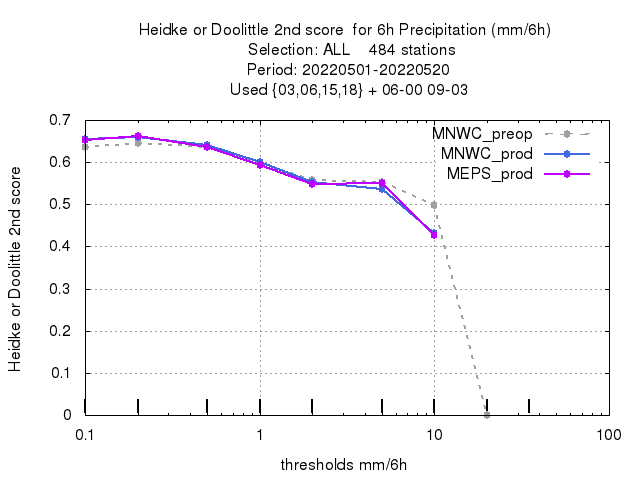 Heidke or Doolittle 2nd score  for 6h Precipitation (mm/6h)
Selection: ALL    484 stations
Period: 20220501-20220520
Used {03,06,15,18} + 06-00 09-03
MNWC_preop
MNWC_prod
MEPS_prod
Heidke or Doolittle 2nd score
0.7
0.6
0.5
0.4
0.3
0.2
0.1
0
0.1 1 10 100
thresholds mm/6h